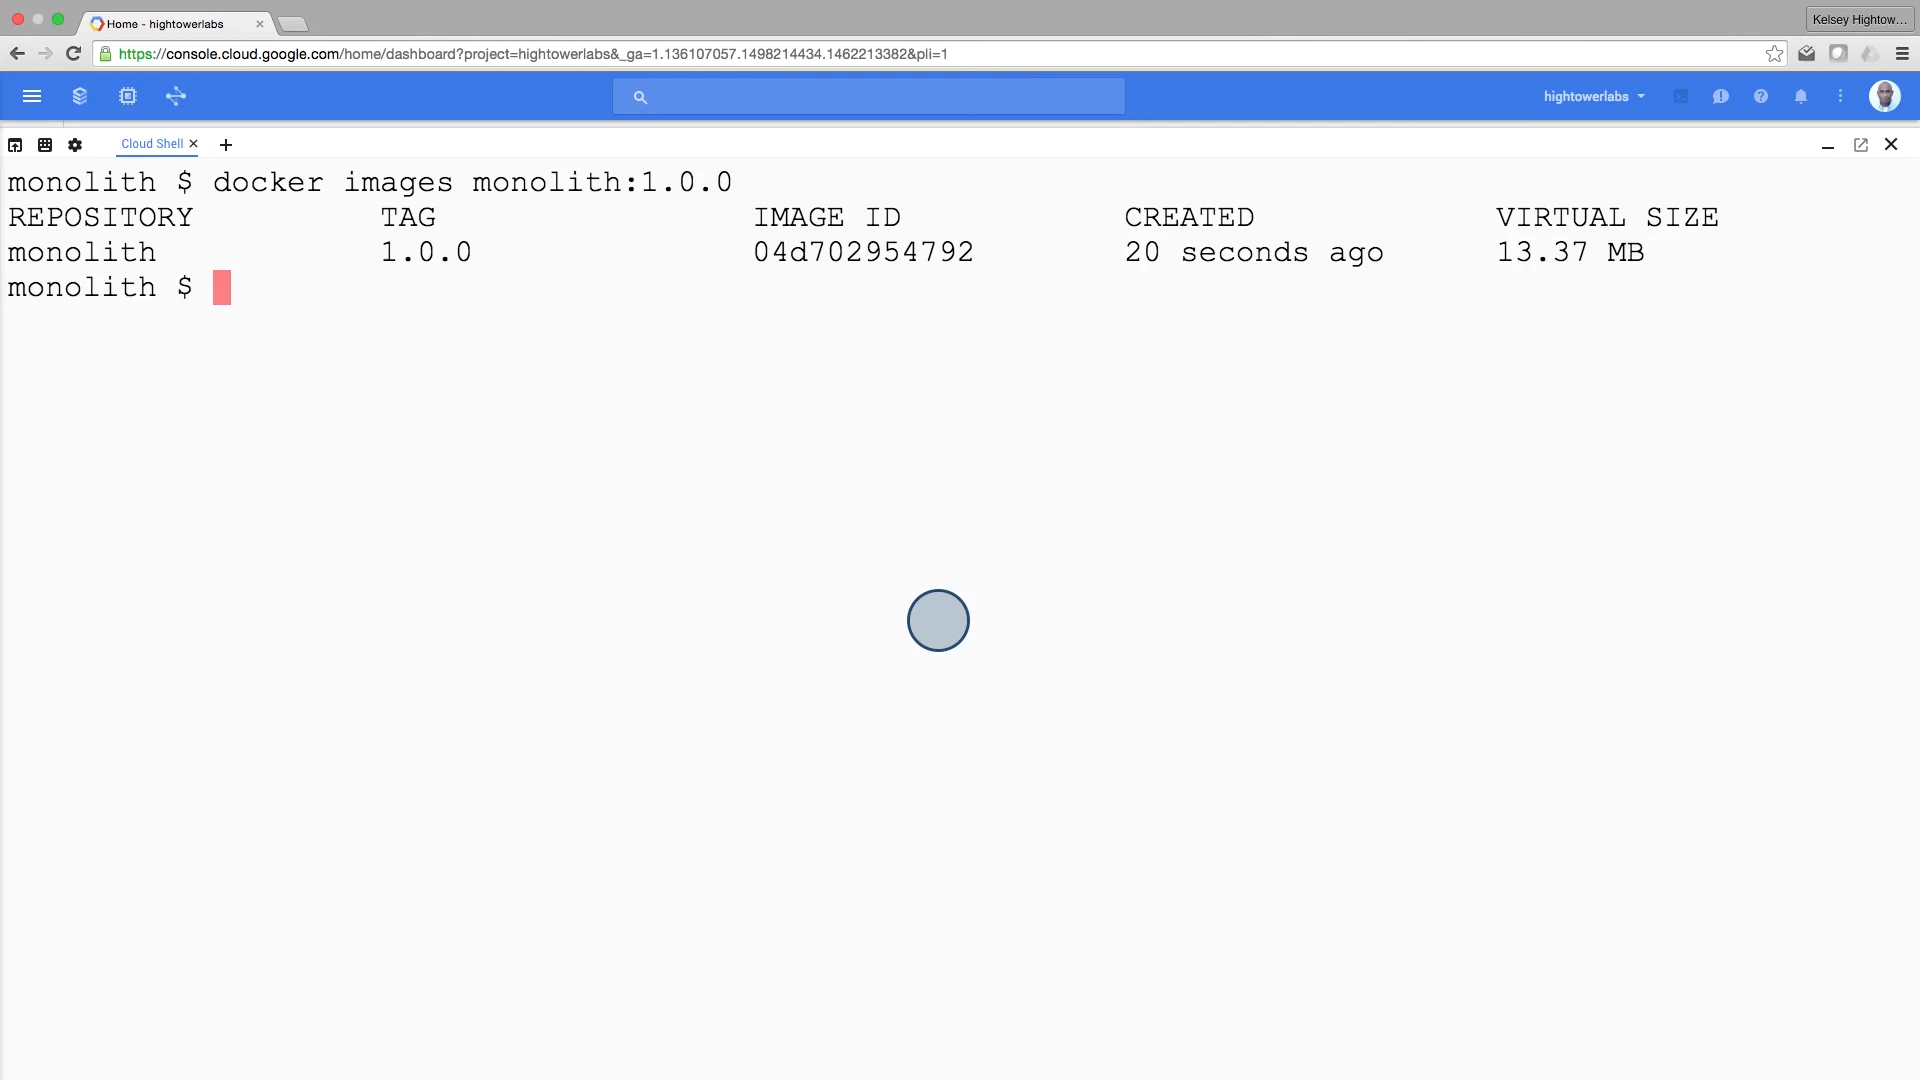 Home - hightowerlabs
Kelsey Hightow...
https://console.cloud.google.com/home/dashboard?project=hightowerlabs&_ga=1.136107057.1498214434.1462213382&pli=1
hightowerlabs
Cloud Shell
monolith $ docker images monolith:1.0.0
REPOSITORY TAG IMAGE ID CREATED VIRTUAL SIZE
monolith 1.0.0 04d702954792 20 seconds ago 13.37 MB
monolith $